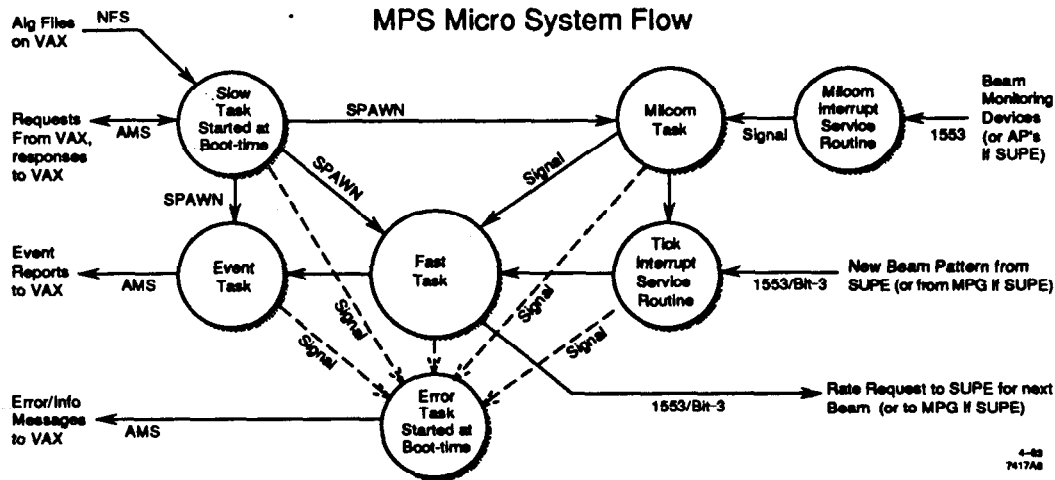 MPS Micro System Flow
Alg Files
on VAX
NFS
Requests
From VAX,
responses
to VAX
AMS
Slow
Task
Started at
Boot-time
SPAWN
Milcom
Task
Signal
Milcom
Interrupt
Service
Routine
1553
Beam
Monitoring
Devices
(or AP's
If SUPE)
SPAWN
SPAWN
Signal
Event
Reports
to VAX
AMS
Event
Task
Fast
Task
Tick
Interrupt
Service
Routine
1553/Bit-3
New Beam Pattern from
SUPE (or from MPG If SUPE)
Signal
Signal
Signal
Signal
Error/Info
Messages
to VAX
AMS
Error
Task
Started at
Boot-time
1553/Bit-3
Rate Request to SUPE for next
Beam (or to MPG If SUPE)
4-93
7417A8